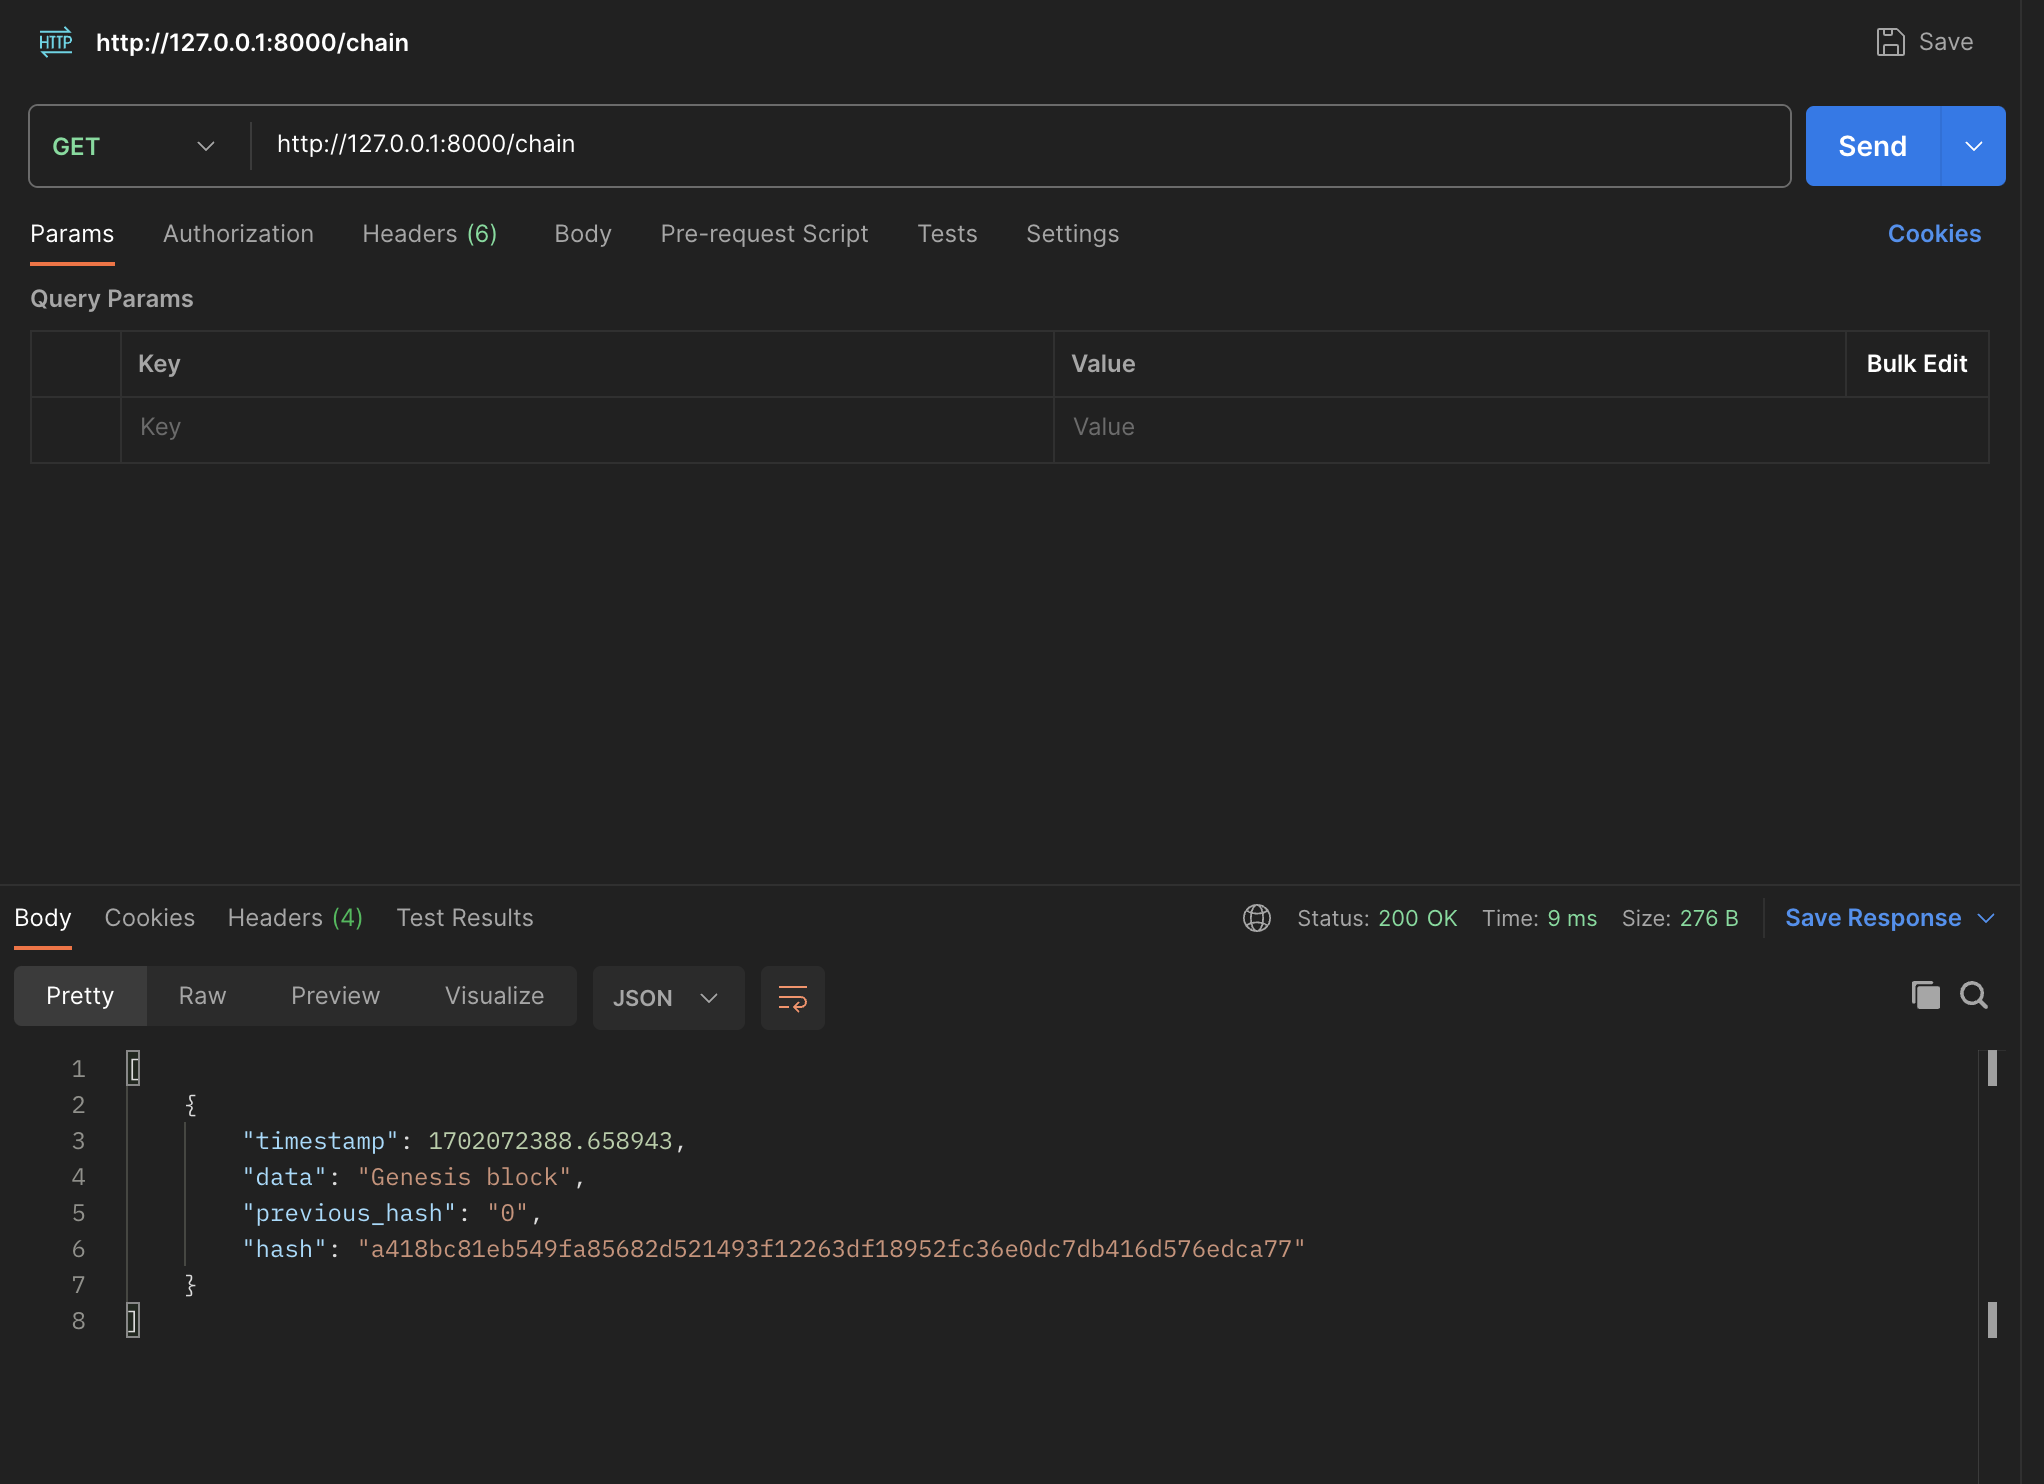 HTTP http://127.0.0.1:8000/chain Save
GET http://127.0.0.1:8000/chain Send
Params Authorization Headers (6) Body Pre-request Script Tests Settings Cookies
Query Params
Key Value Bulk Edit
Key Value
Body Cookies Headers (4) Test Results Status: 200 OK Time: 9 ms Size: 276 B Save Response
Pretty Raw Preview Visualize JSON
1 [
2 {
3 "timestamp": 1702072388.658943,
4 "data": "Genesis block",
5 "previous_hash": "0",
6 "hash": "a418bc81eb549fa85682d521493f12263df18952fc36e0dc7db416d576edca77"
7 }
8 ]